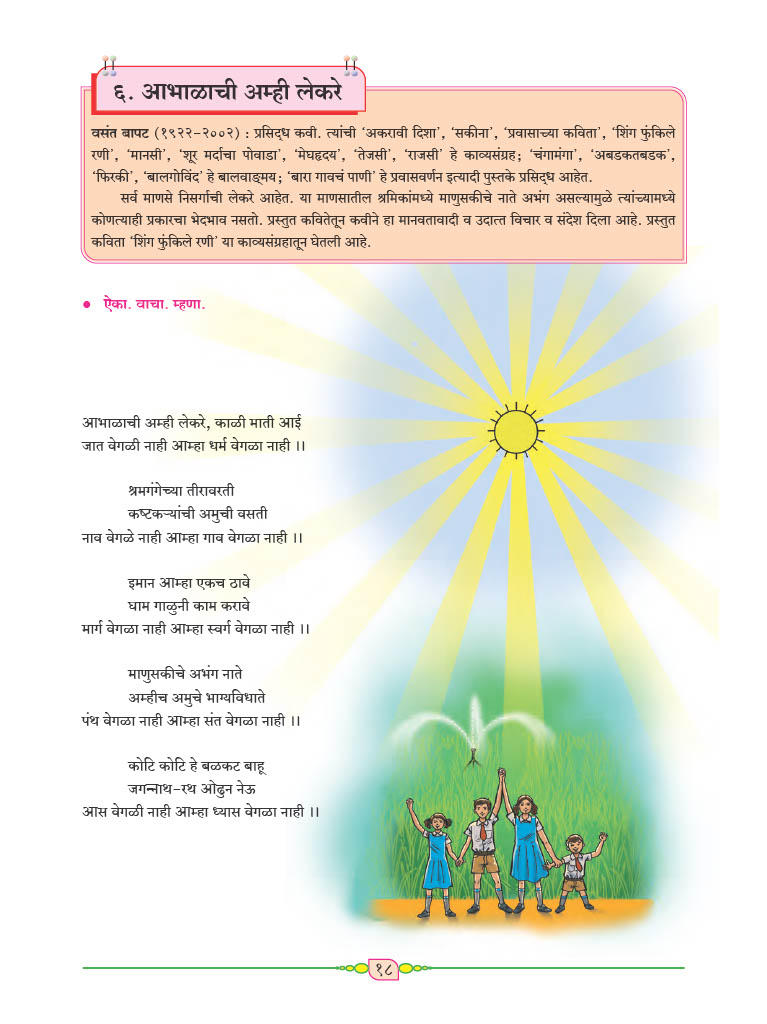 ६. आभाळाची अम्ही लेकरे
वसंत बापट (१९२२-२००२) : प्रसिद्ध कवी. त्यांची ‘अकरावी दिशा’, ‘सकीना’, ‘प्रवासाच्या कविता’, ‘शिंग फुंकिले
रणी’, ‘मानसी’, ‘शूर मर्दाचा पोवाडा’, ‘मेघहृदय’, ‘तेजसी’, ‘राजसी’ हे काव्यसंग्रह; ‘चंगामंगा’, ‘अबडकतबडक’,
‘फिरकी’, ‘बालगोविंद’ हे बालवाङ्‌मय; ‘बारा गावचं पाणी’ हे प्रवासवर्णन इत्यादी पुस्तके प्रसिद्ध आहेत.
सर्व माणसे निसर्गाची लेकरे आहेत. या माणसातील श्रमिकांमध्ये माणुसकीचे नाते अभंग असल्यामुळे त्यांच्यामध्ये
कोणत्याही प्रकारचा भेदभाव नसतो. प्रस्तुत कवितेतून कवीने हा मानवतावादी व उदात्त विचार व संदेश दिला आहे. प्रस्तुत
कविता ‘शिंग फुंकिले रणी’ या काव्यसंग्रहातून घेतली आहे.
● ऐका. वाचा. म्हणा.
आभाळाची अम्ही लेकरे, काळी माती आई
जात वेगळी नाही आम्हा धर्म वेगळा नाही ।।
श्रमगंगेच्या तीरावरती
कष्टकऱ्यांची अमुची वसती
नाव वेगळे नाही आम्हा गाव वेगळा नाही ।।
इमान आम्हा एकच ठावे
घाम गाळुनी काम करावे
मार्ग वेगळा नाही आम्हा स्वर्ग वेगळा नाही ।।
माणुसकीचे अभंग नाते
अम्हीच अमुचे भाग्यविधाते
पंथ वेगळा नाही आम्हा संत वेगळा नाही ।।
कोटि कोटि हे बळकट बाहू
जगन्नाथ-रथ ओढुन नेऊ
आस वेगळी नाही आम्हा ध्यास वेगळा नाही ।।
१८